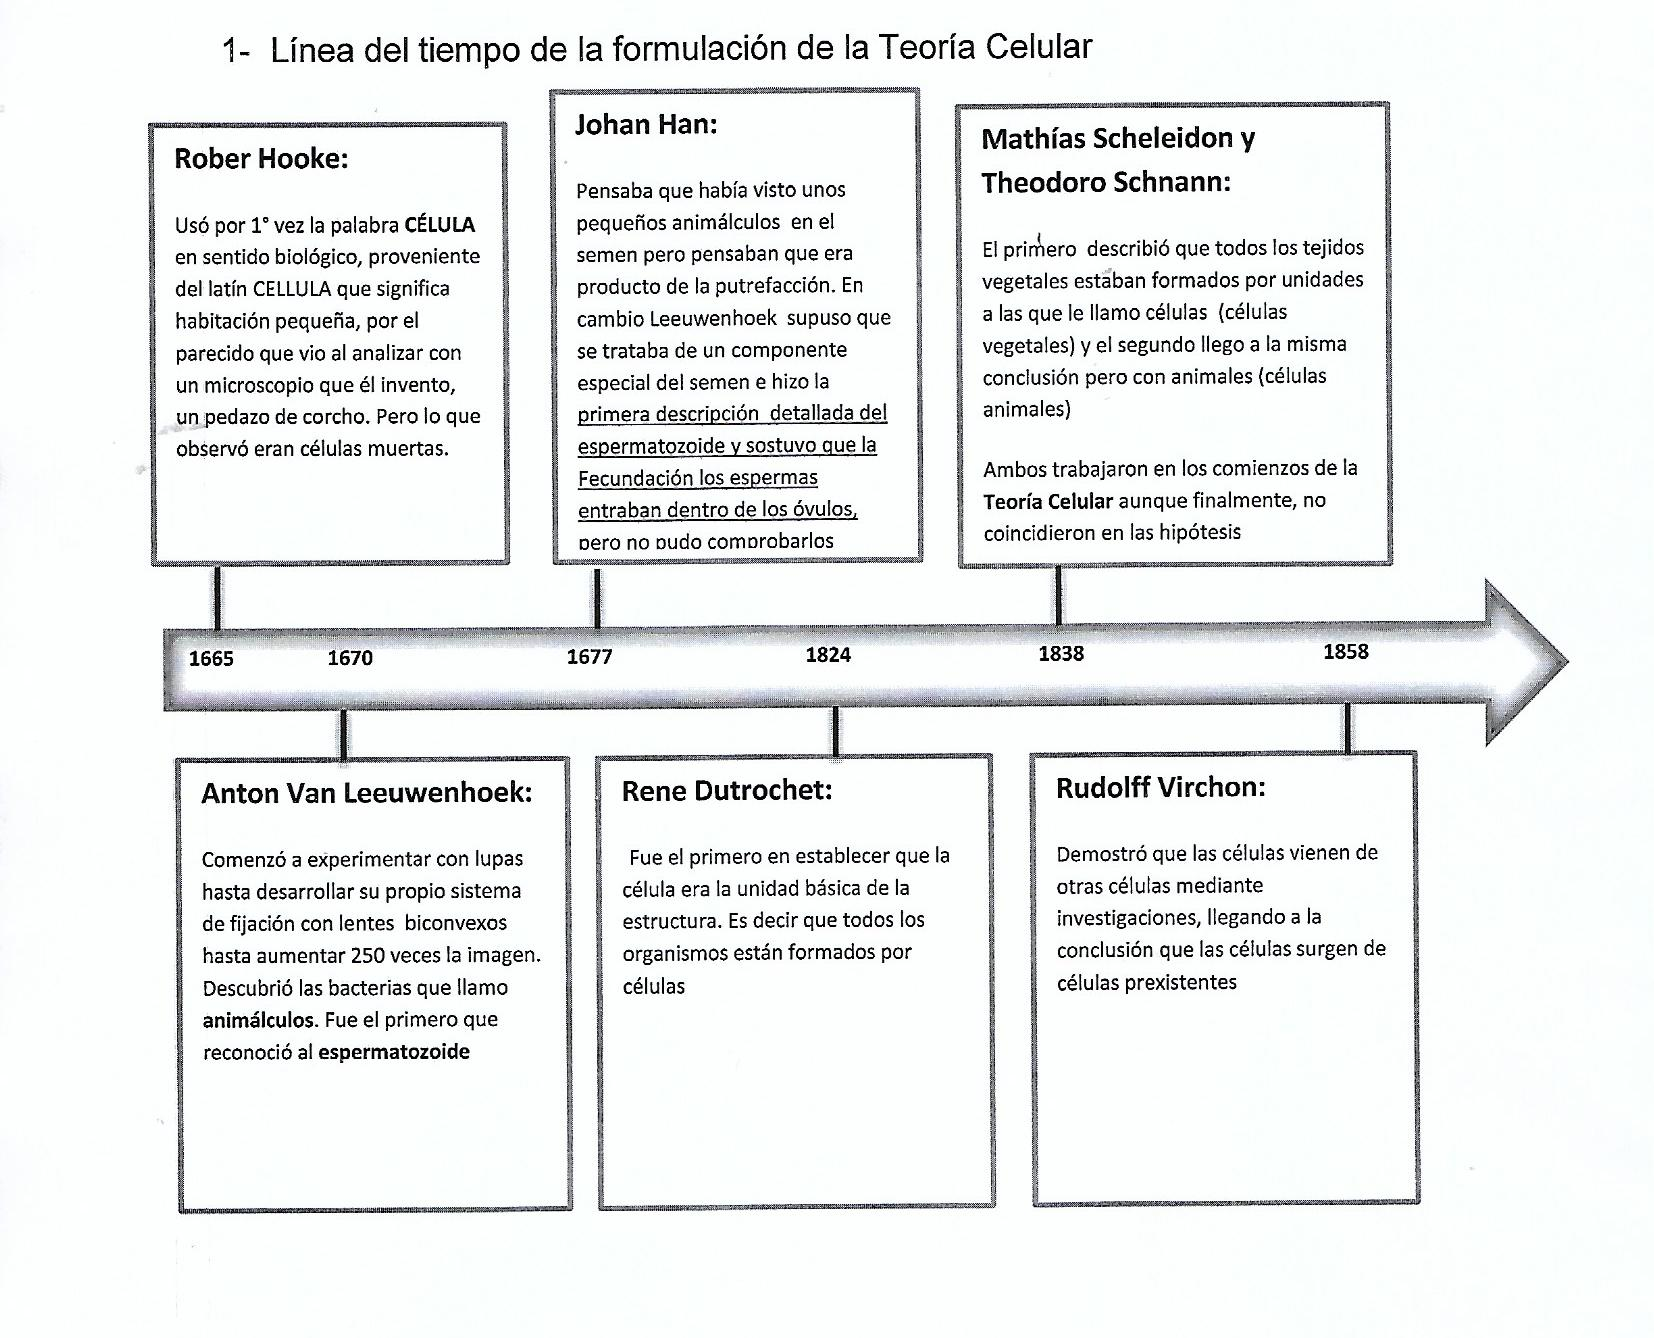 1- Línea del tiempo de la formulación de la Teoría Celular
Rober Hooke:
Usó por 1° vez la palabra CÉLULA
en sentido biológico, proveniente
del latín CELLULA que significa
habitación pequeña, por el
parecido que vio al analizar con
un microscopio que él invento,
un pedazo de corcho. Pero lo que
observó eran células muertas.
Johan Han:
Pensaba que había visto unos
pequeños animálculos en el
semen pero pensaban que era
producto de la putrefacción. En
cambio Leeuwenhoek supuso que
se trataba de un componente
especial del semen e hizo la
primera descripción detallada del
espermatozoide y sostuvo que la
Fecundación los espermas
entraban dentro de los óvulos,
pero no pudo comprobarlos
Mathías Scheleidon y
Theodoro Schnann:
El primero describió que todos los tejidos
vegetales estaban formados por unidades
a las que le llamo células (células
vegetales) y el segundo llego a la misma
conclusión pero con animales (células
animales)
Ambos trabajaron en los comienzos de la
Teoría Celular aunque finalmente, no
coincidieron en las hipótesis
1665 1670 1677 1824 1838 1858
Anton Van Leeuwenhoek:
Comenzó a experimentar con lupas
hasta desarrollar su propio sistema
de fijación con lentes biconvexos
hasta aumentar 250 veces la imagen.
Descubrió las bacterias que llamo
animálculos. Fue el primero que
reconoció al espermatozoide
Rene Dutrochet:
Fue el primero en establecer que la
célula era la unidad básica de la
estructura. Es decir que todos los
organismos están formados por
células
Rudolff Virchon:
Demostró que las células vienen de
otras células mediante
investigaciones, llegando a la
conclusión que las células surgen de
células prexistentes